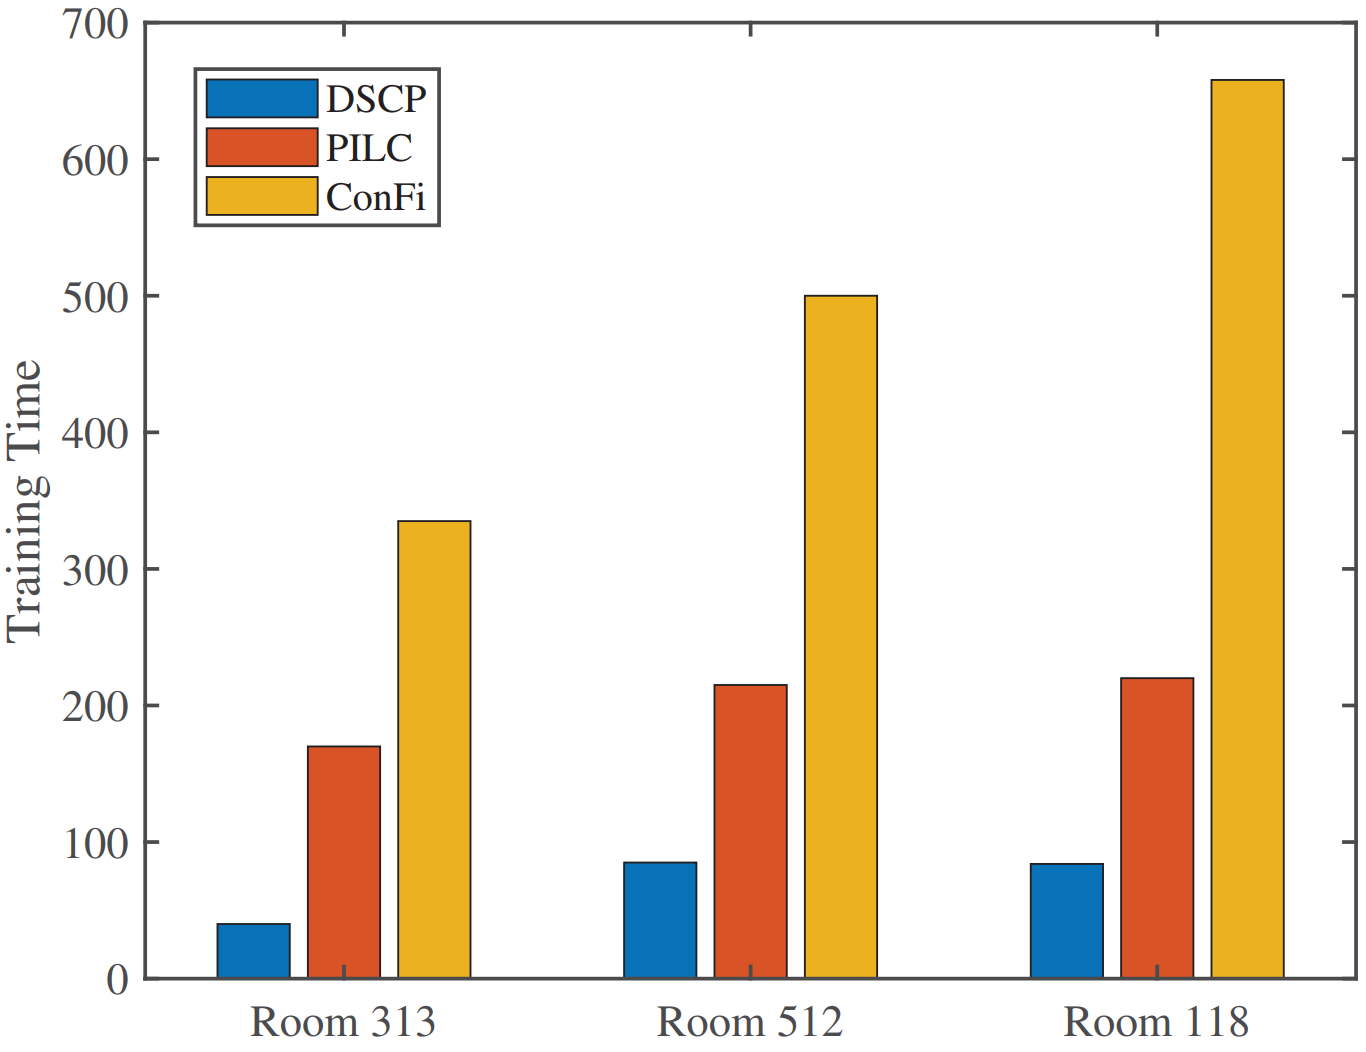 700
600
500
400
300
200
100
0
Training Time
DSCP
PILC
ConFi
Room 313
Room 512
Room 118